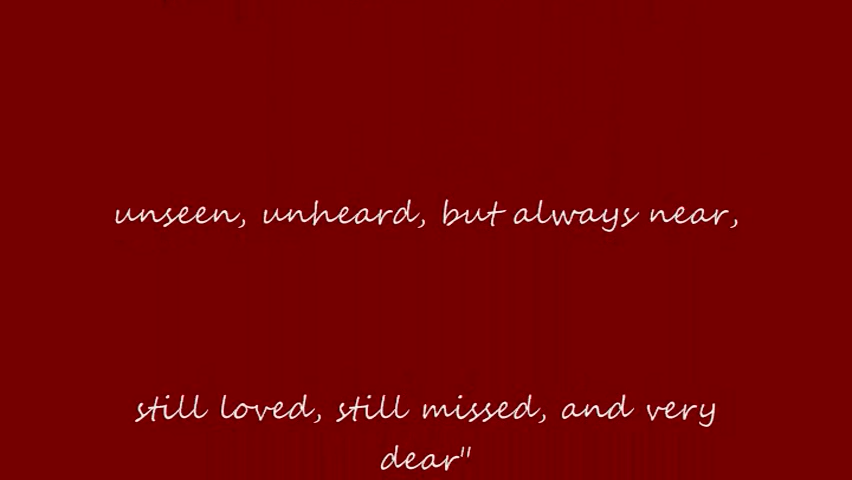 unseen, unheard, but always near,
still loved, still missed, and very
dear"